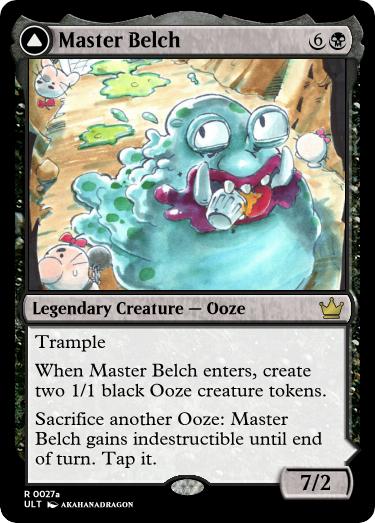 Master Belch 6
Legendary Creature — Ooze
Trample
When Master Belch enters, create
two 1/1 black Ooze creature tokens.
Sacrifice another Ooze: Master
Belch gains indestructible until end
of turn. Tap it.
7/2
R 0027a
ULT AKAHANADRAGON